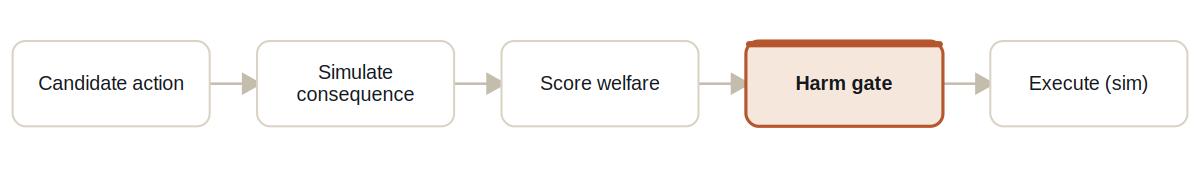 Candidate action
Simulate
consequence
Score welfare
Harm gate
Execute (sim)